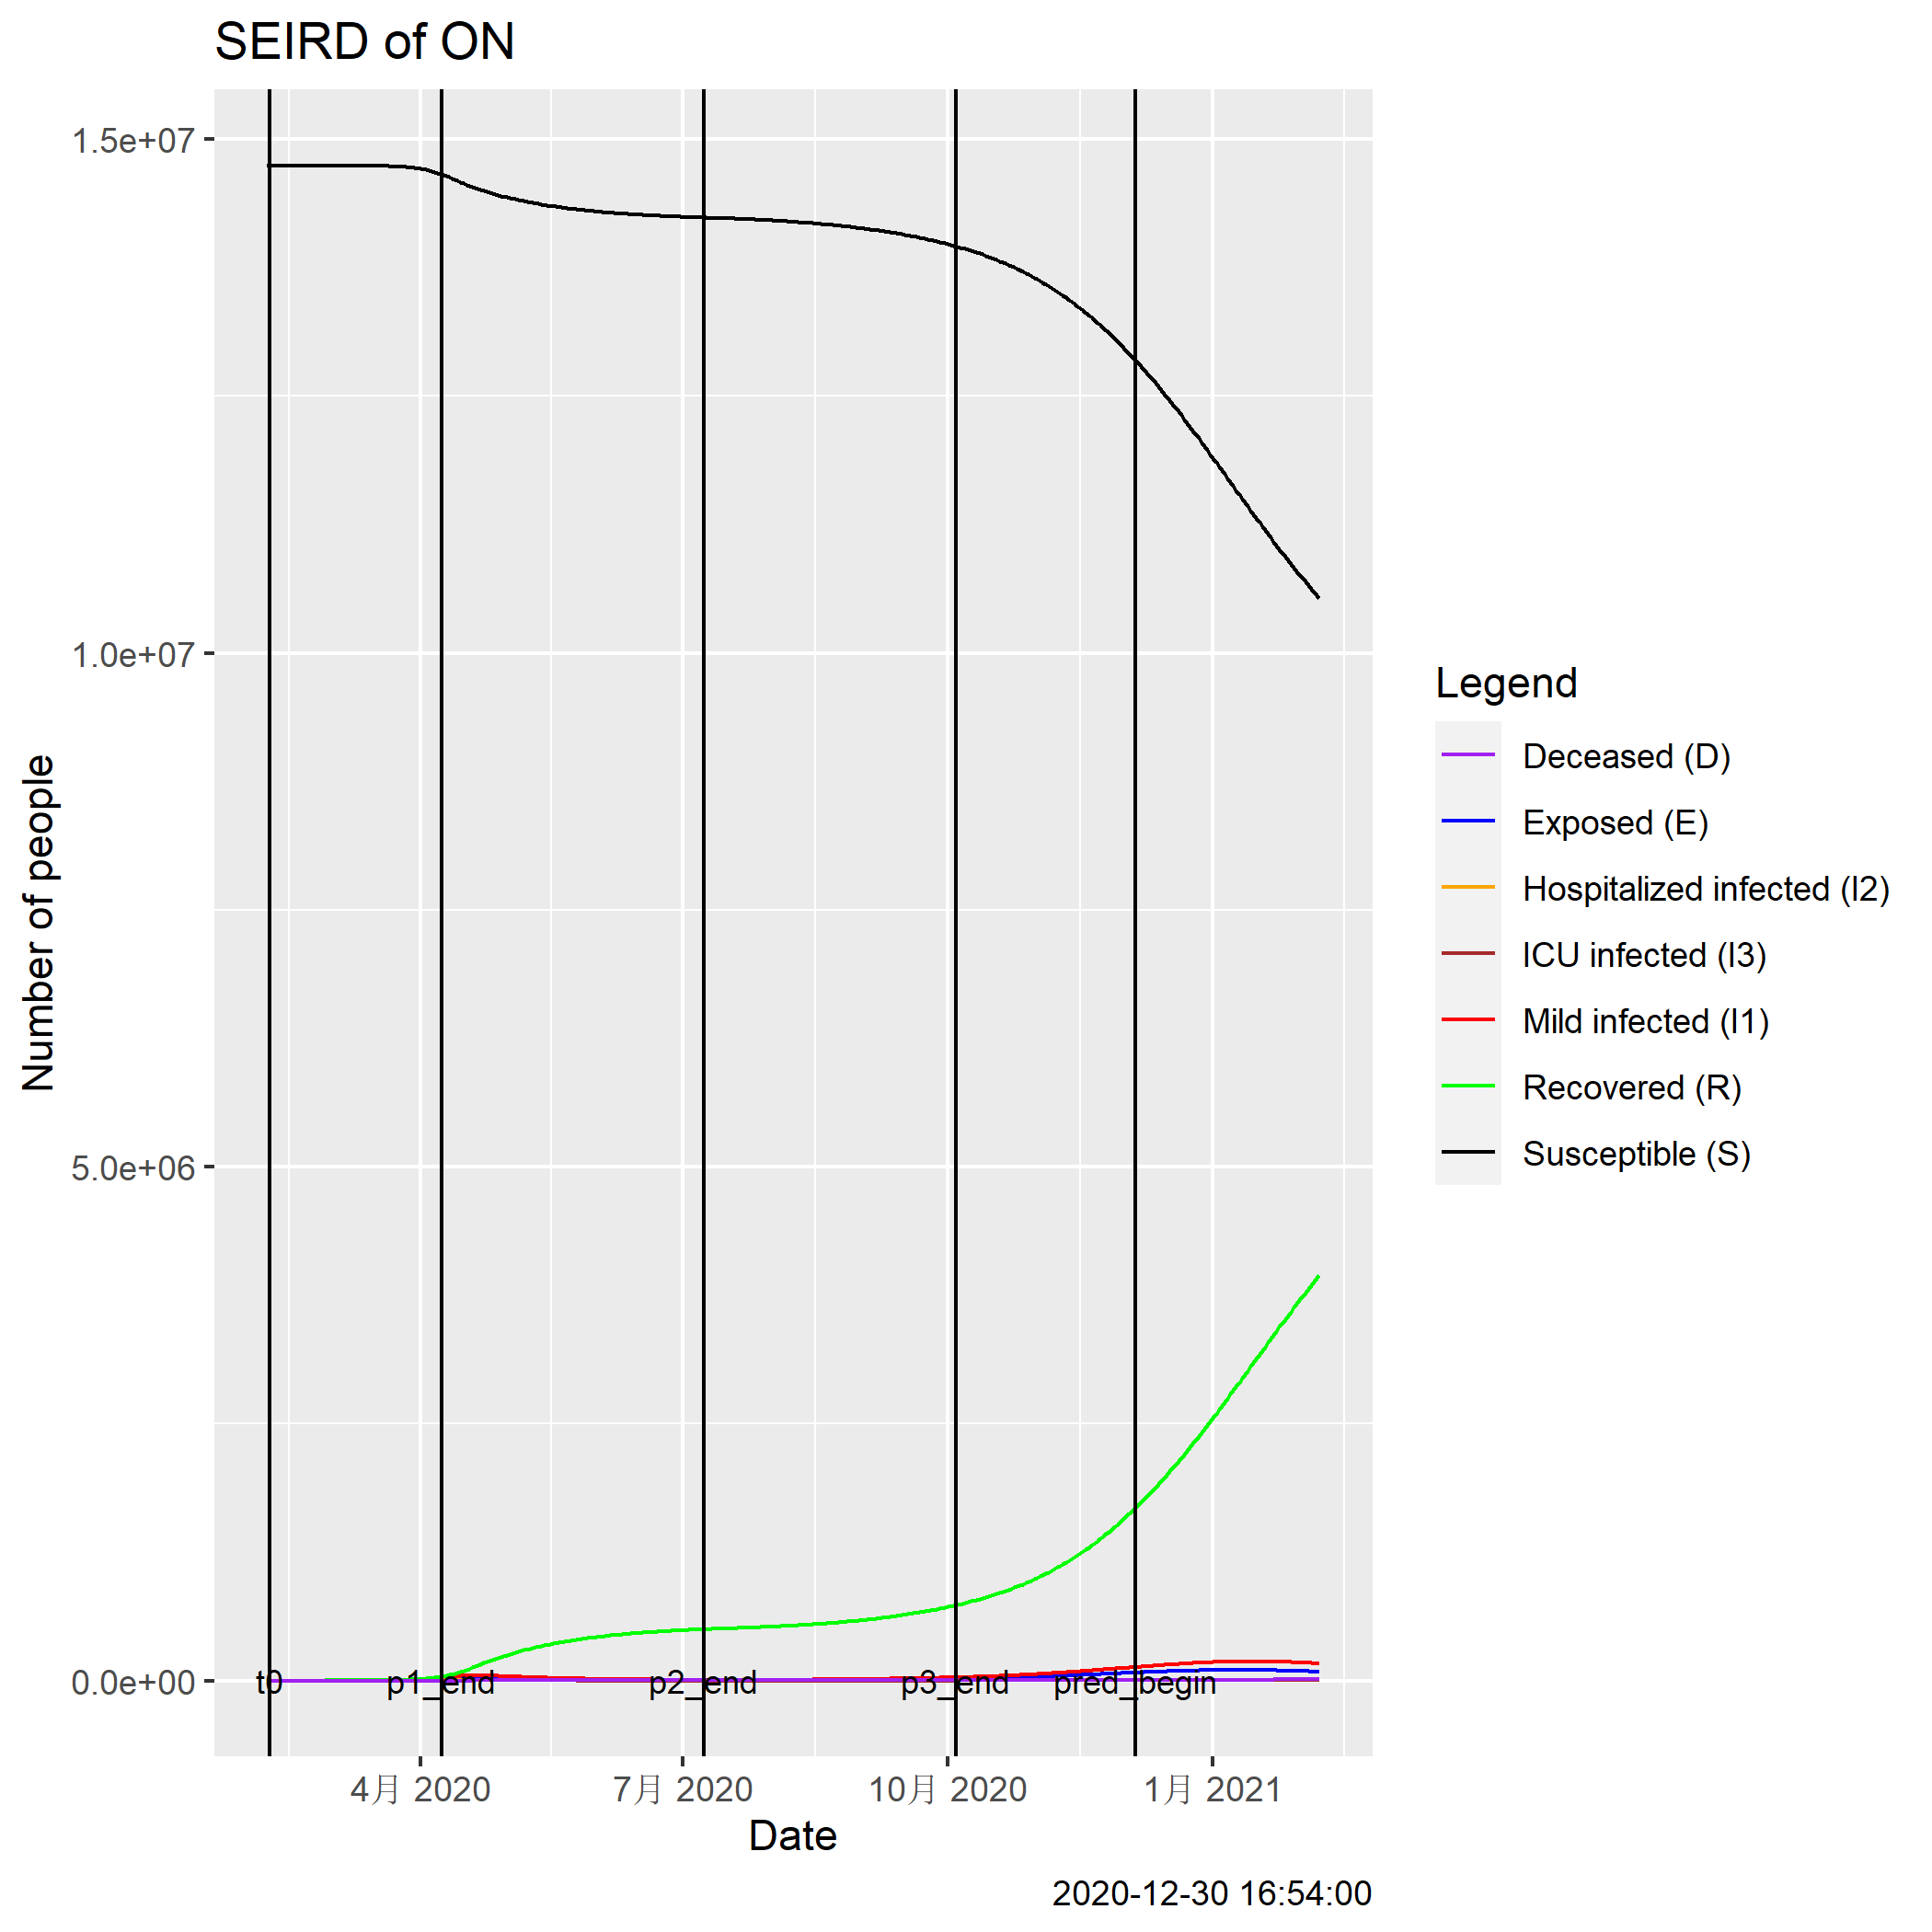 SEIRD of ON
1.5e+07
1.0e+07
5.0e+06
0.0e+00
Number of people
t0
p1_end
p2_end
p3_end
pred_begin
4月 2020
7月 2020
10月 2020
1月 2021
Date
Legend
Deceased (D)
Exposed (E)
Hospitalized infected (I2)
ICU infected (I3)
Mild infected (I1)
Recovered (R)
Susceptible (S)
2020-12-30 16:54:00